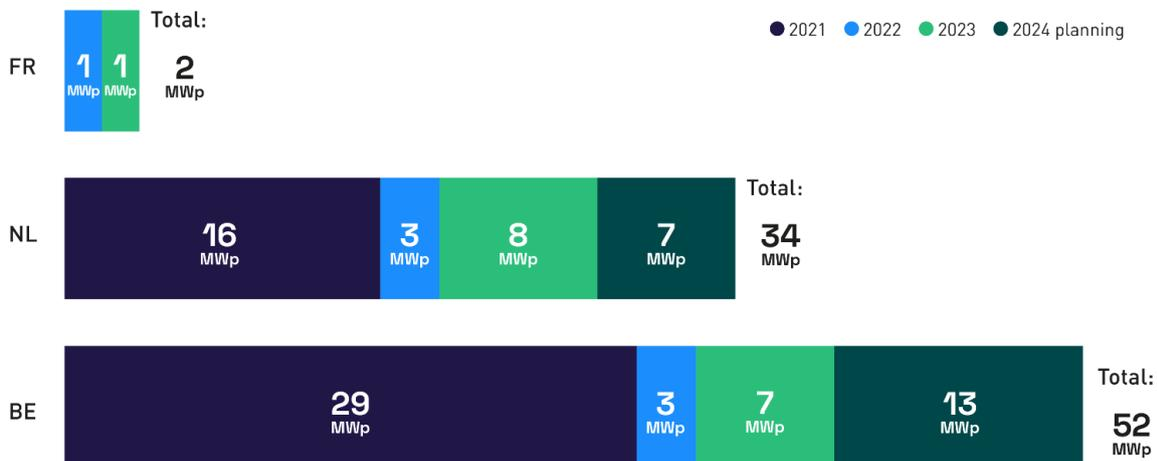 Total:
2021 2022 2023 2024 planning
FR
1 1 2
MWp MWp MWp
Total:
NL
16 3 8 7 34
MWp MWp MWp MWp MWp
Total:
BE
29 3 7 13 52
MWp MWp MWp MWp MWp